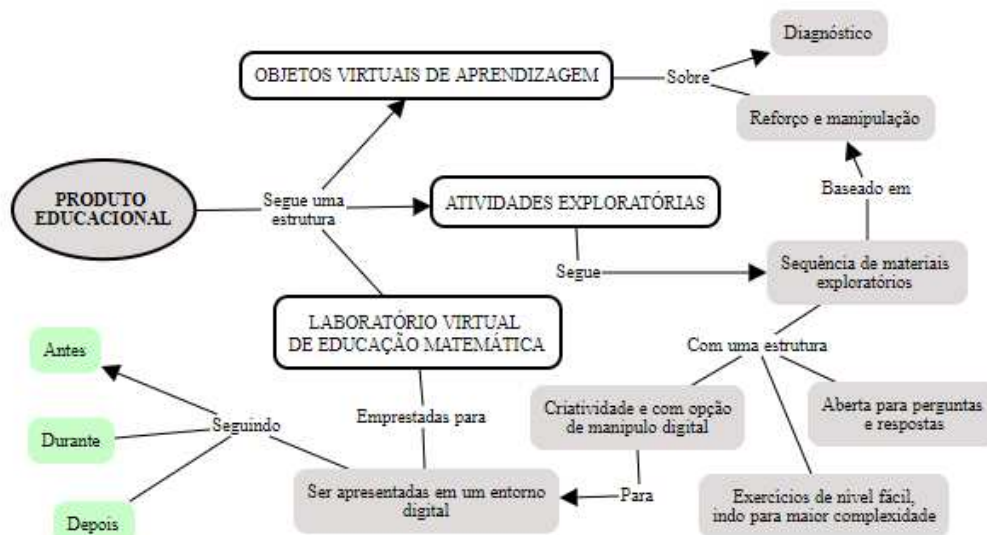 Diagnóstico
OBJETOS VIRTUAIS DE APRENDIZAGEM
Sobre
Reforço e manipulação
PRODUTO
EDUCACIONAL
Segue uma
estrutura
ATIVIDADES EXPLORATÓRIAS
Baseado em
Segue
Sequência de materiais
exploratórios
LABORATÓRIO VIRTUAL
DE EDUCAÇÃO MATEMÁTICA
Com uma estrutura
Antes
Durante
Depois
Seguindo
Emprestadas para
Criatividade e com opção
de manipulo digital
Aberta para perguntas
e respostas
Ser apresentadas em um entorno
digital
Para
Exercícios de nível fácil,
indo para maior complexidade